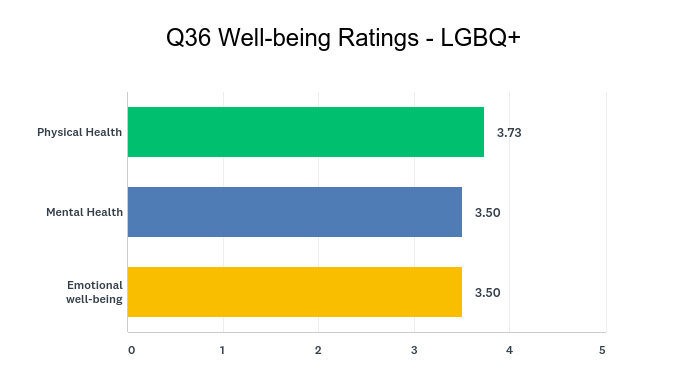 Q36 Well-being Ratings - LGBQ+
Physical Health
3.73
Mental Health
3.50
Emotional
well-being
3.50
0 1 2 3 4 5